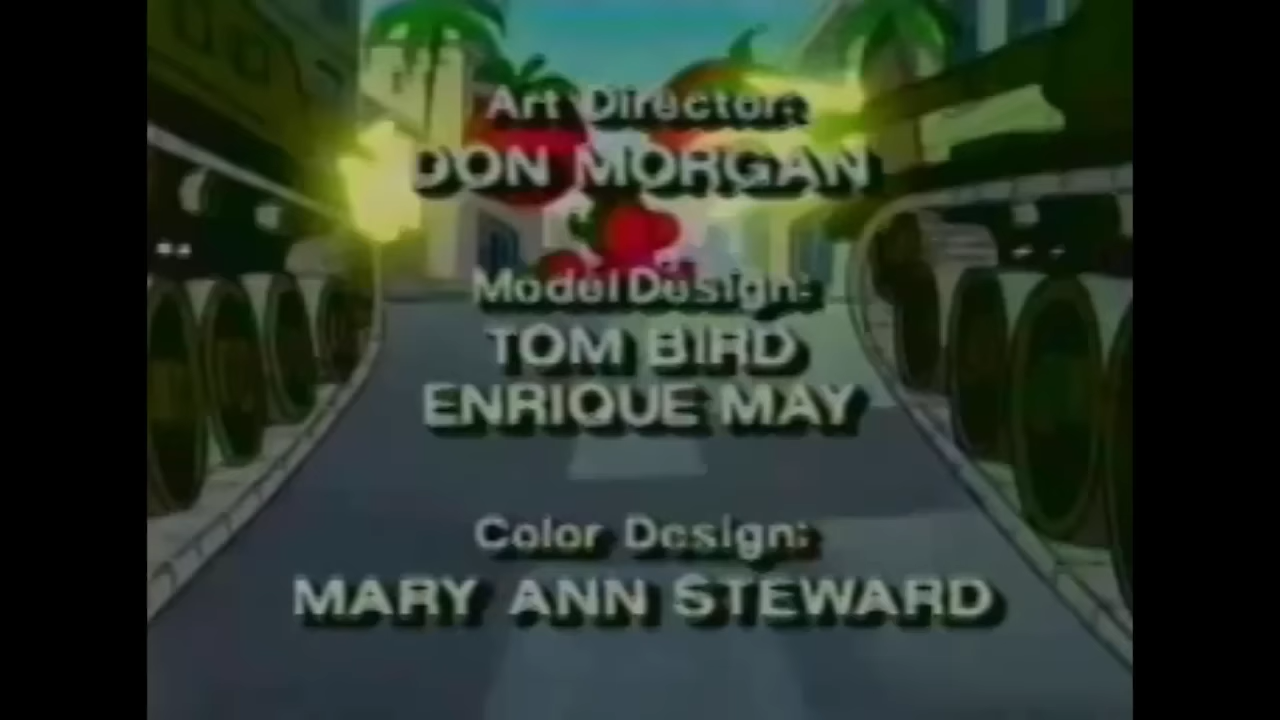 Art Director:
DON MORGAN
Model Design:
TOM BIRD
ENRIQUE MAY
Color Design:
MARY ANN STEWARD